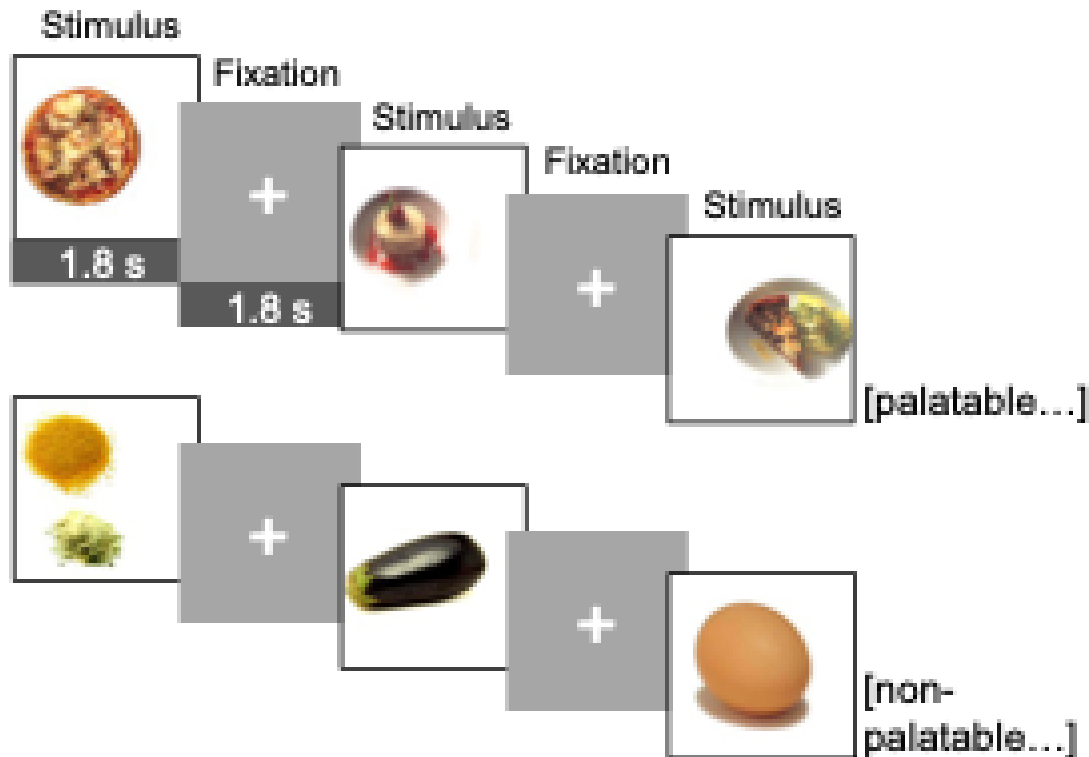 Stimulus
Fixation
Stimulus
Fixation
Stimulus
1.8 s
1.8 s
[palatable...]
[non-
palatable...]